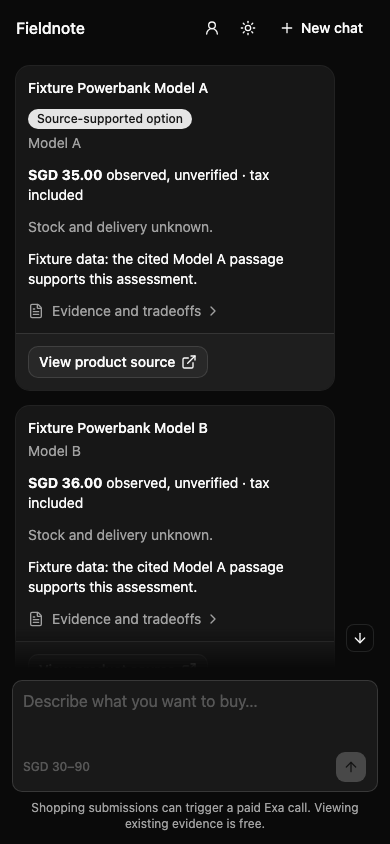 Fieldnote
New chat
Fixture Powerbank Model A
Source-supported option
Model A
SGD 35.00 observed, unverified · tax
included
Stock and delivery unknown.
Fixture data: the cited Model A passage
supports this assessment.
Evidence and tradeoffs
View product source
Fixture Powerbank Model B
Model B
SGD 36.00 observed, unverified · tax
included
Stock and delivery unknown.
Fixture data: the cited Model A passage
supports this assessment.
Evidence and tradeoffs
Describe what you want to buy...
SGD 30–90
Shopping submissions can trigger a paid Exa call. Viewing
existing evidence is free.